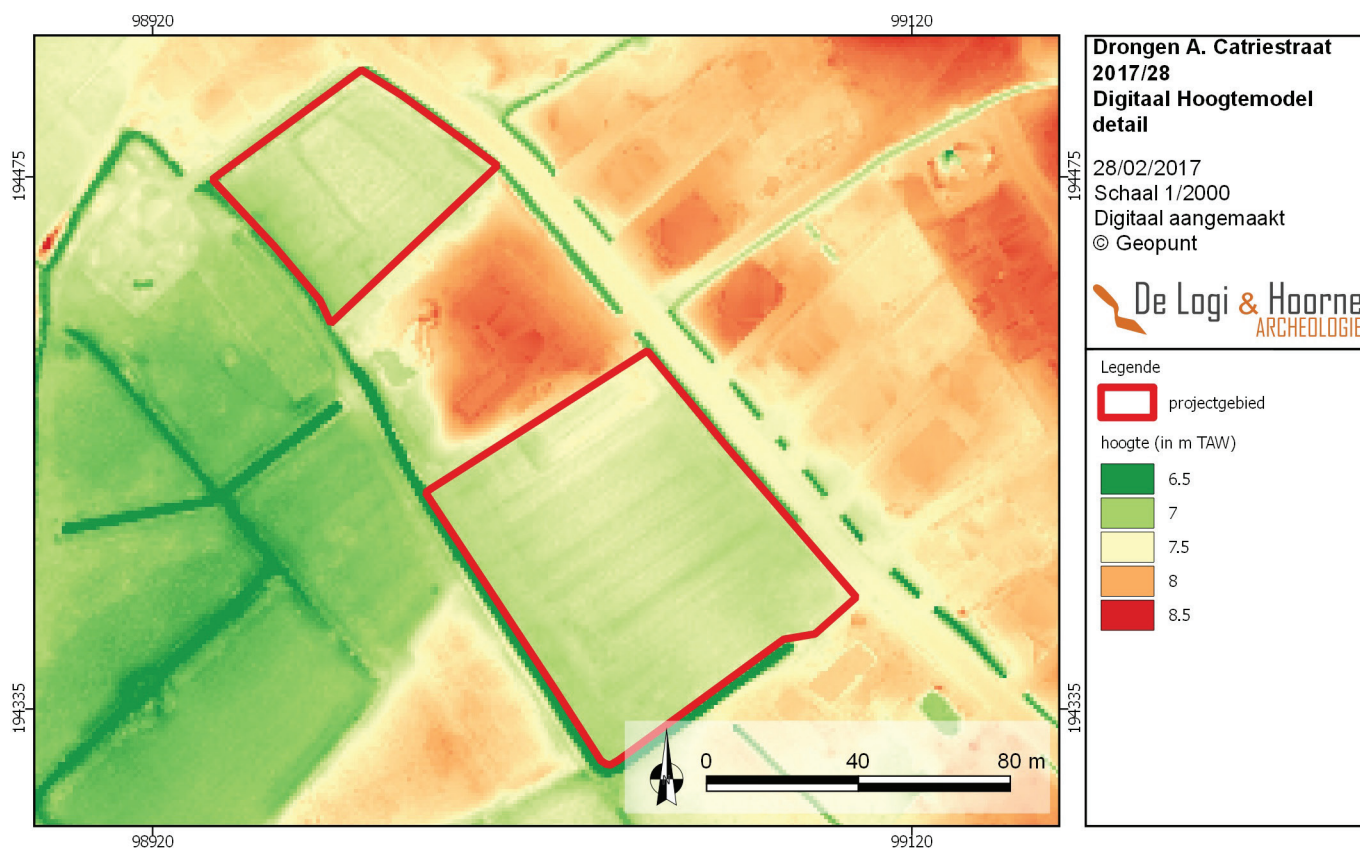 98920
99120
194475
194475
194335
194335
N
0
40
80 m
98920
99120
Drongen A. Catriestraat
2017/28
Digitaal Hoogtemodel
detail
28/02/2017
Schaal 1/2000
Digitaal aangemaakt
© Geopunt
De Logi & Hoorne
ARCHEOLOGIE
Legende
projectgebied
hoogte (in m TAW)
6.5
7
7.5
8
8.5